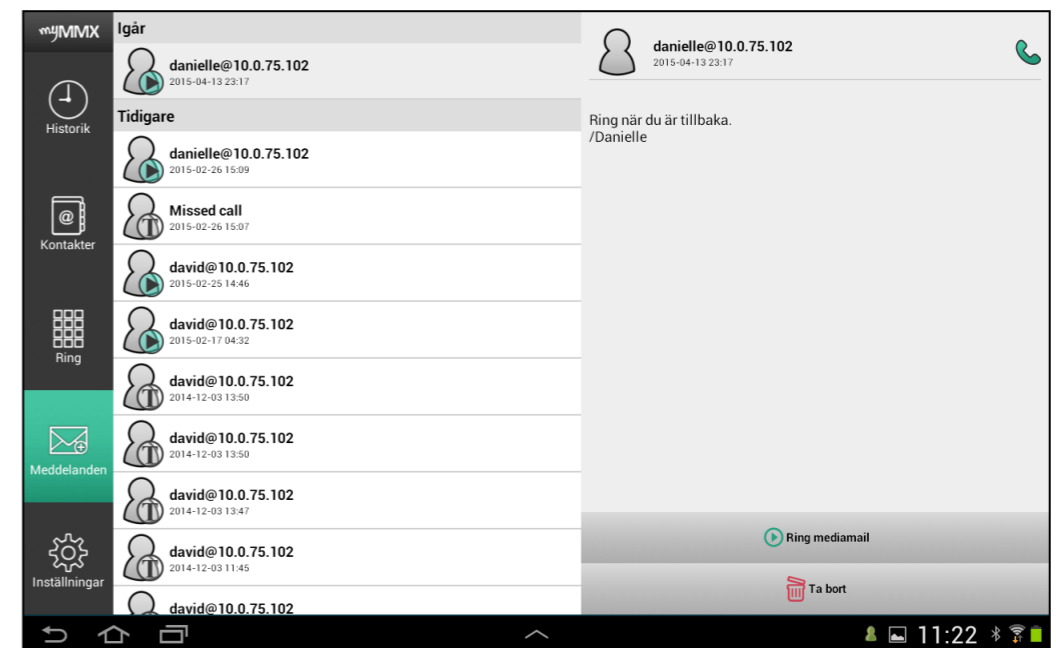 myMMX
Historik
Kontakter
Ring
Meddelanden
Inställningar
Igår
danielle@10.0.75.102
2015-04-13 23:17
Tidigare
danielle@10.0.75.102
2015-02-26 15:09
Missed call
2015-02-26 15:07
david@10.0.75.102
2015-02-25 14:46
david@10.0.75.102
2015-02-17 04:32
david@10.0.75.102
2014-12-03 13:50
david@10.0.75.102
2014-12-03 13:50
david@10.0.75.102
2014-12-03 13:47
david@10.0.75.102
2014-12-03 11:45
david@10.0.75.102
danielle@10.0.75.102
2015-04-13 23:17
Ring när du är tillbaka.
/Danielle
Ring mediamail
Ta bort
11:22